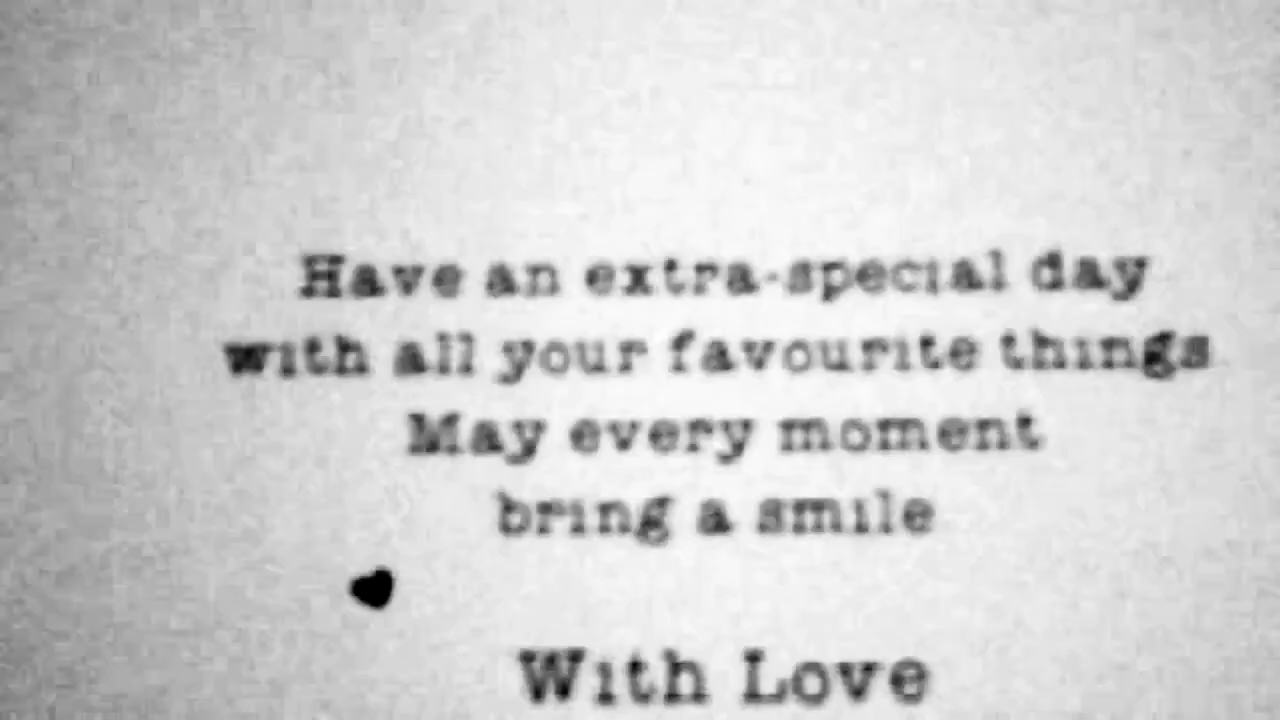 Have an extra-special day
with all your favourite things
May every moment
bring a smile
With Love